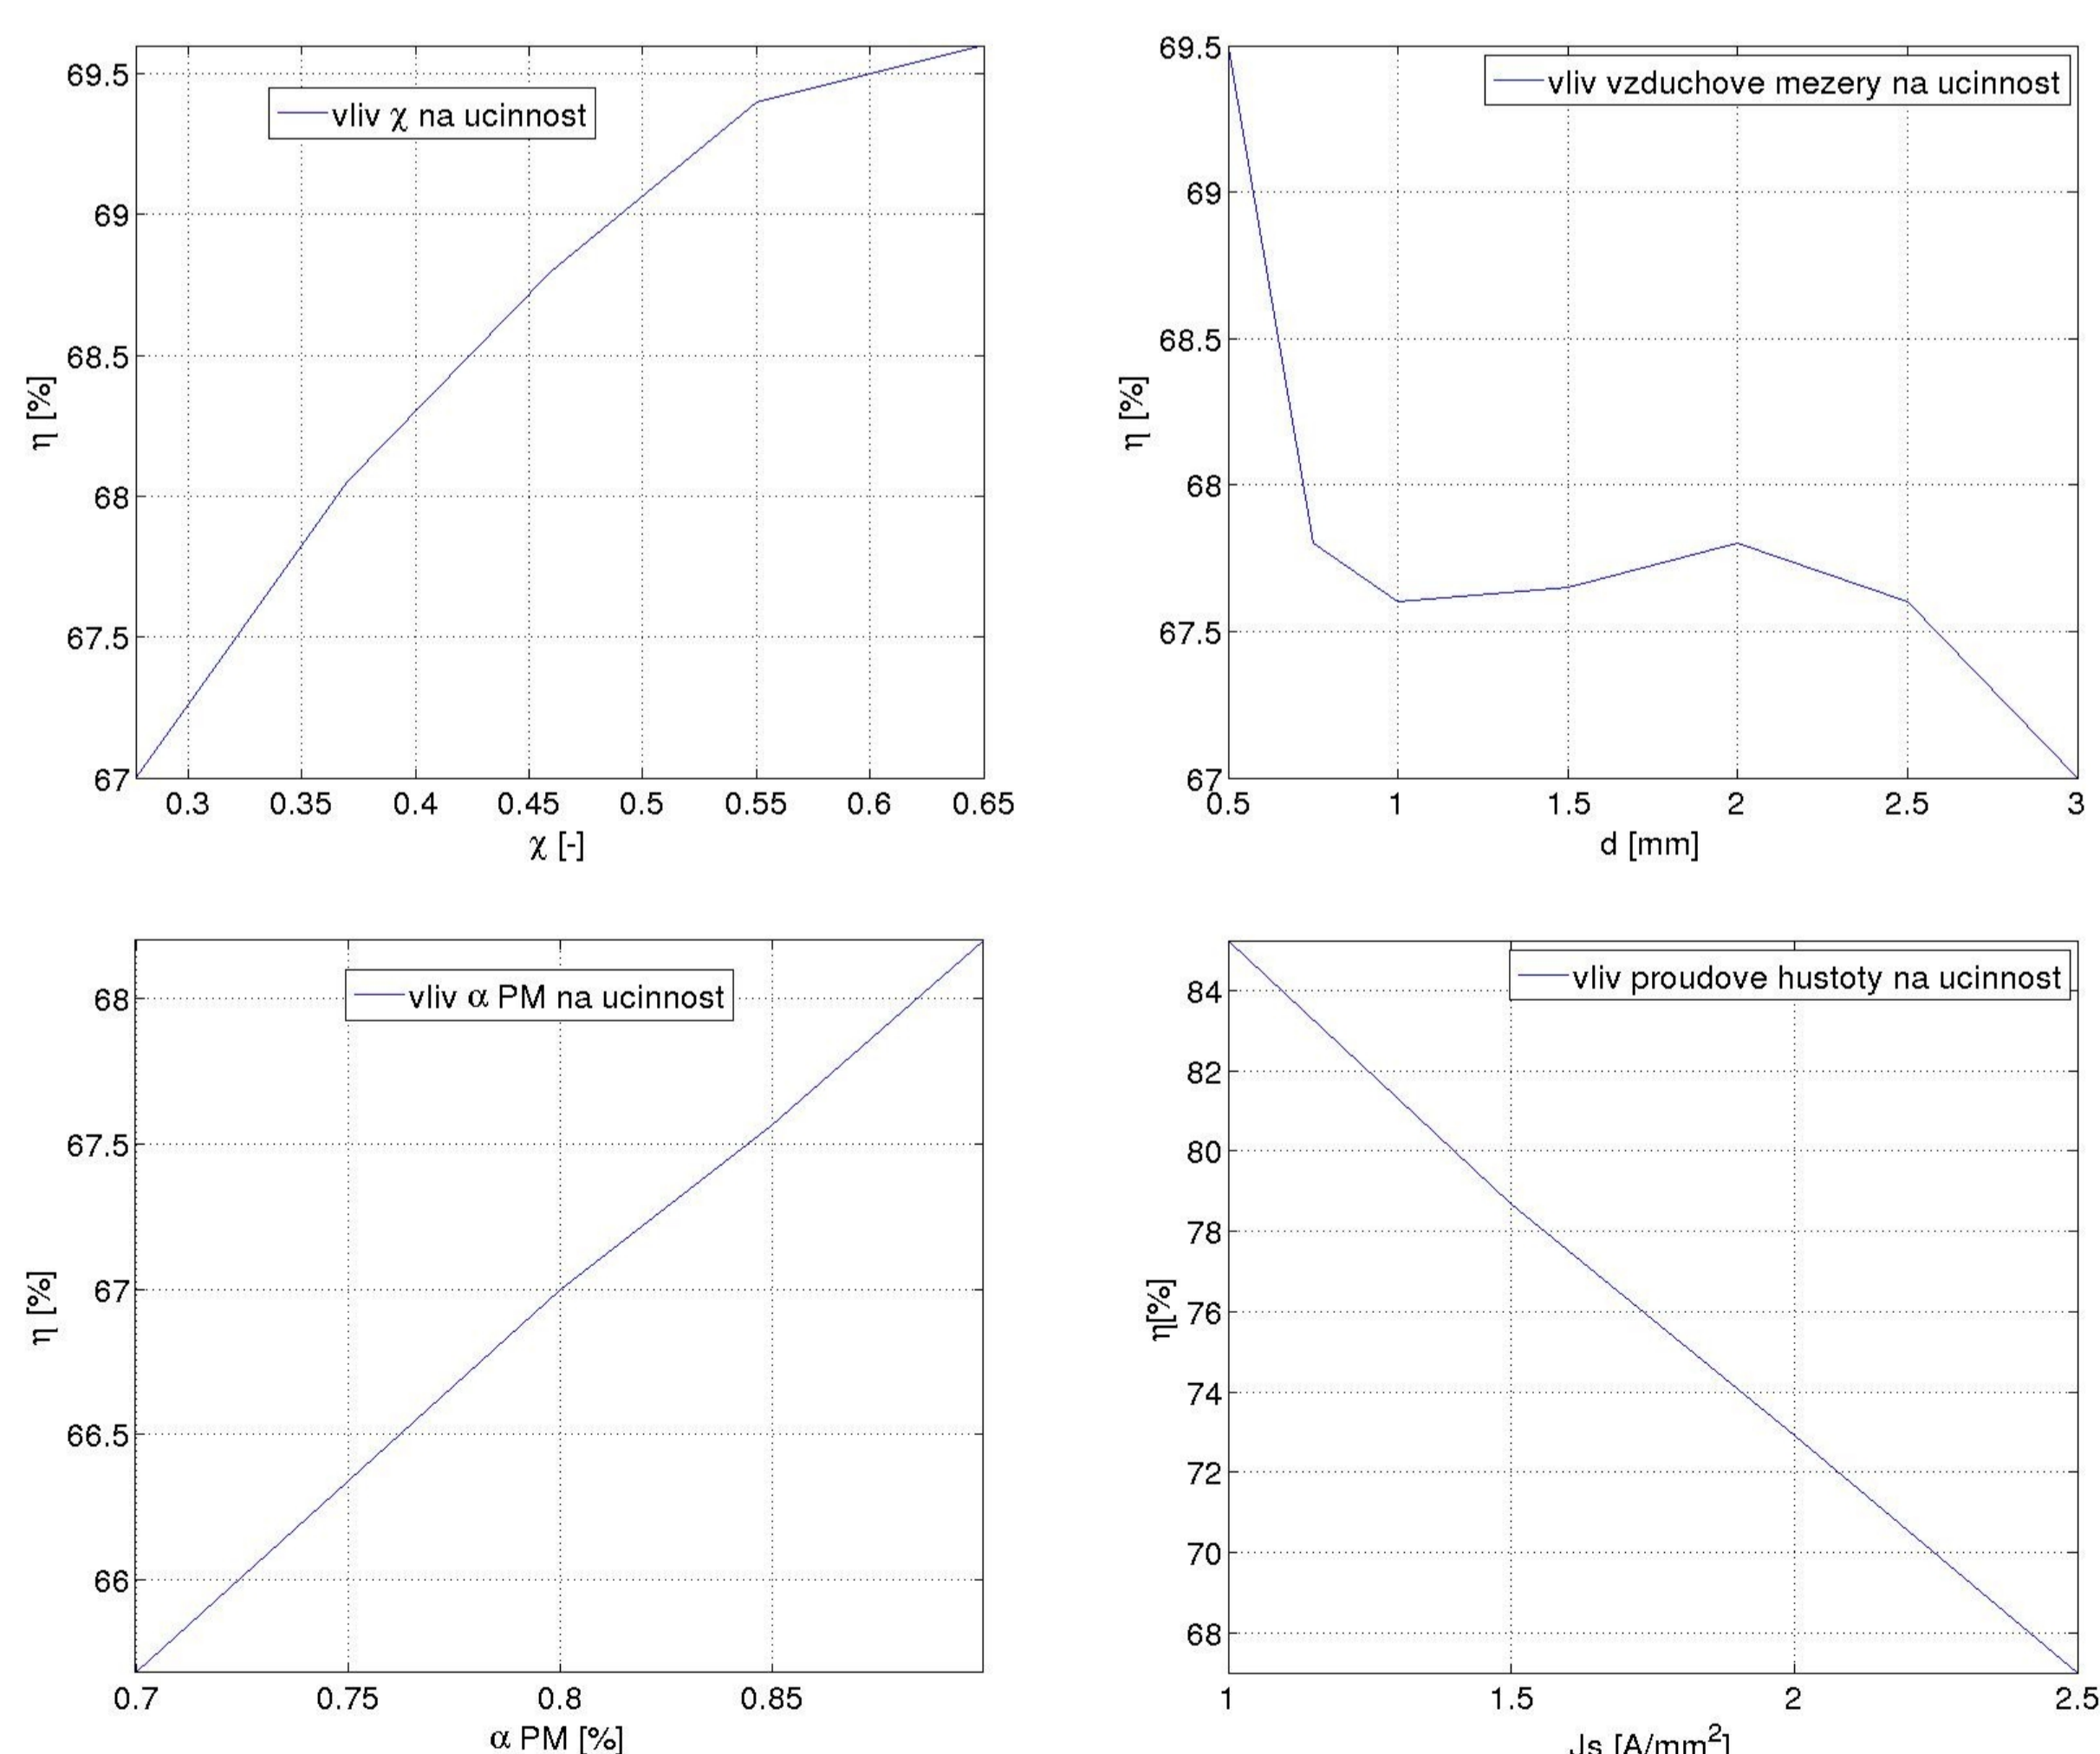 69.5
69
68.5
68
67.5
67
η [%]
vliv χ na ucinnost
0.3 0.35 0.4 0.45 0.5 0.55 0.6 0.65
χ [-]
69.5
69
68.5
68
67.5
67
η [%]
vliv vzduchove mezery na ucinnost
0.5 1 1.5 2 2.5 3
d [mm]
68
67.5
67
66.5
66
η [%]
vliv α PM na ucinnost
0.7 0.75 0.8 0.85
α PM [%]
84
82
80
78
76
74
72
70
68
η[%]
vliv proudove hustoty na ucinnost
1 1.5 2 2.5
Js [A/mm²]